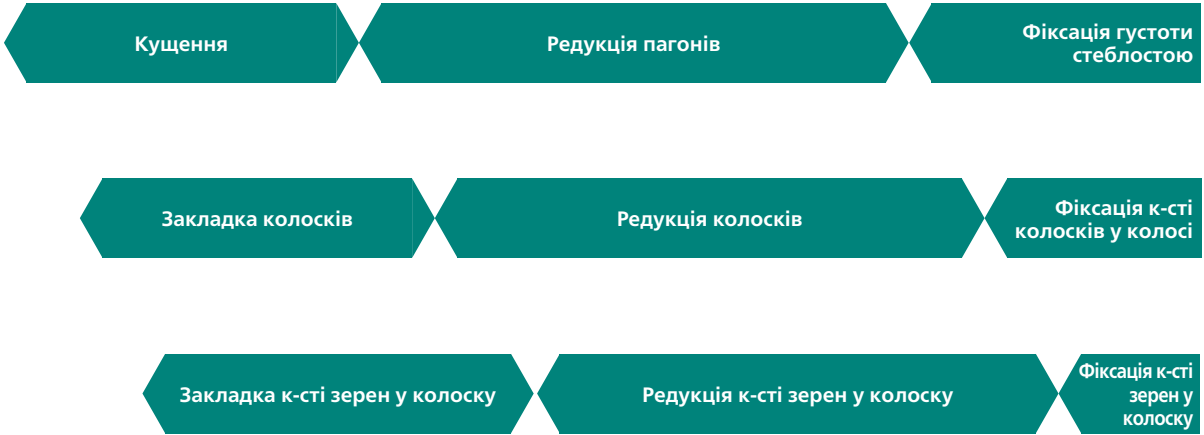 Кущення
Редукція пагонів
Фіксація густоти
стеблостою
Закладка колосків
Редукція колосків
Фіксація к-сті
колосків у колосі
Закладка к-сті зерен у колоску
Редукція к-сті зерен у колоску
Фіксація к-сті
зерен у
колоску